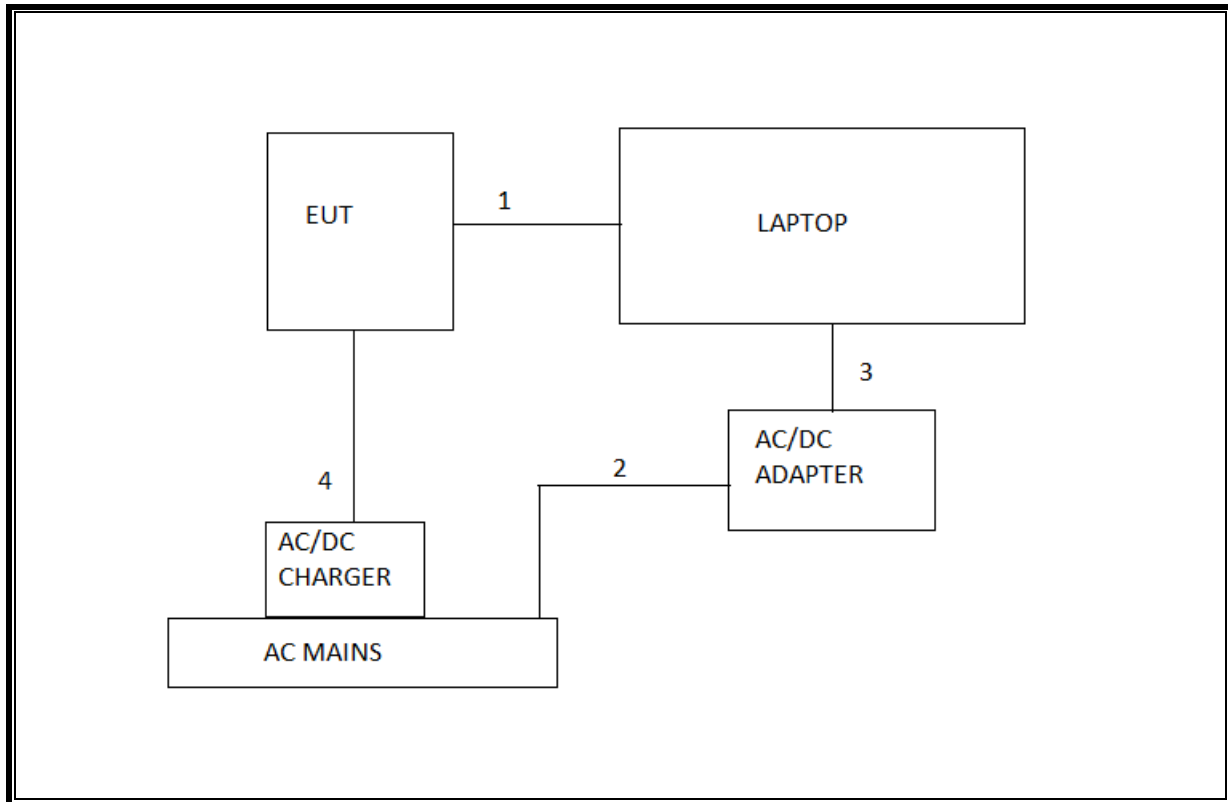 EUT
1
LAPTOP
3
AC/DC
ADAPTER
2
4
AC/DC
CHARGER
AC MAINS